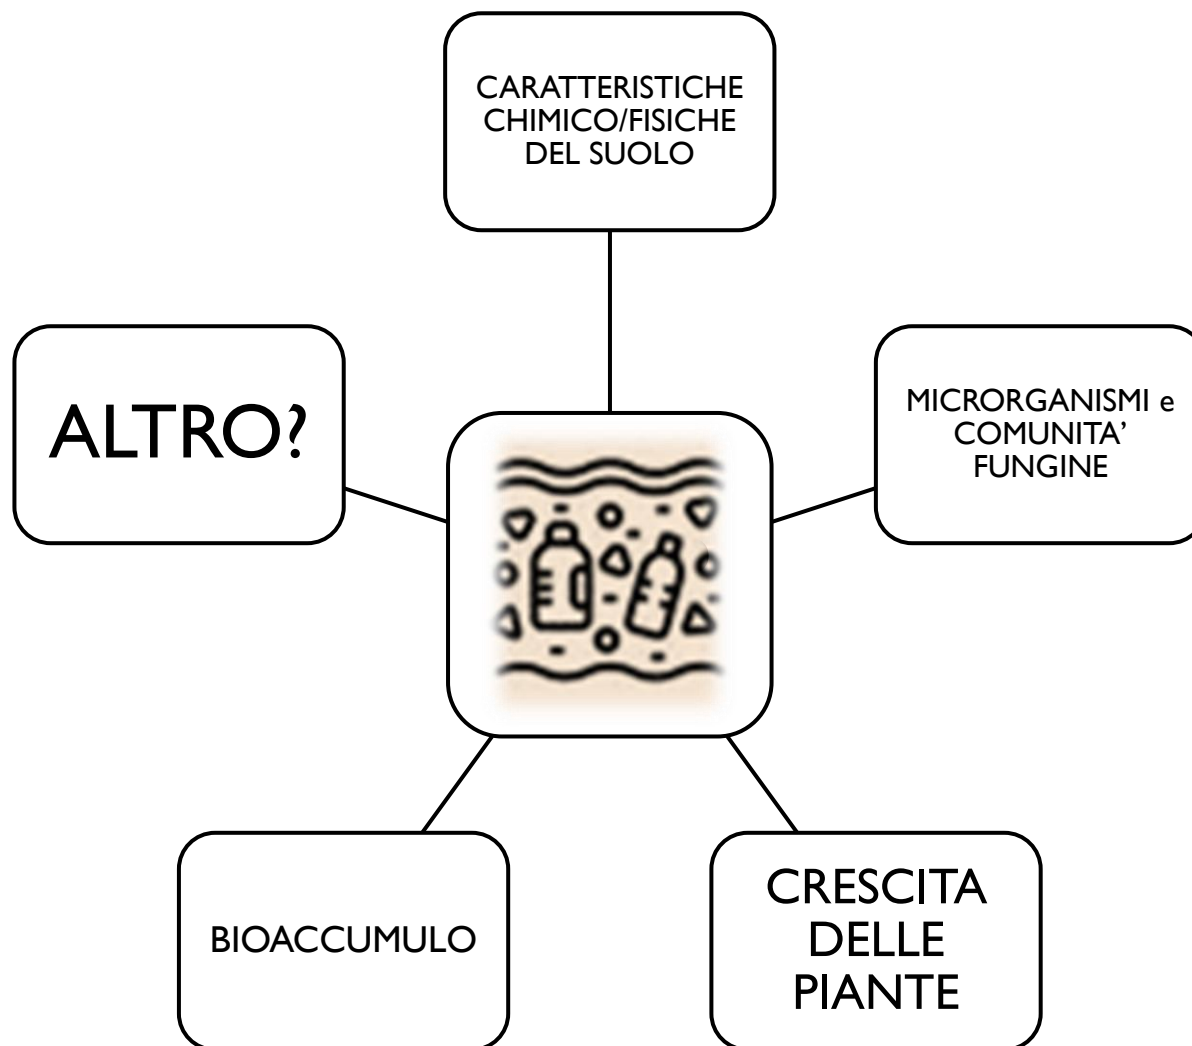 CARATTERISTICHE
CHIMICO/FISICHE
DEL SUOLO
ALTRO?
MICRORGANISMI e
COMUNITA’
FUNGINE
BIOACCUMULO
CRESCITA
DELLE
PIANTE